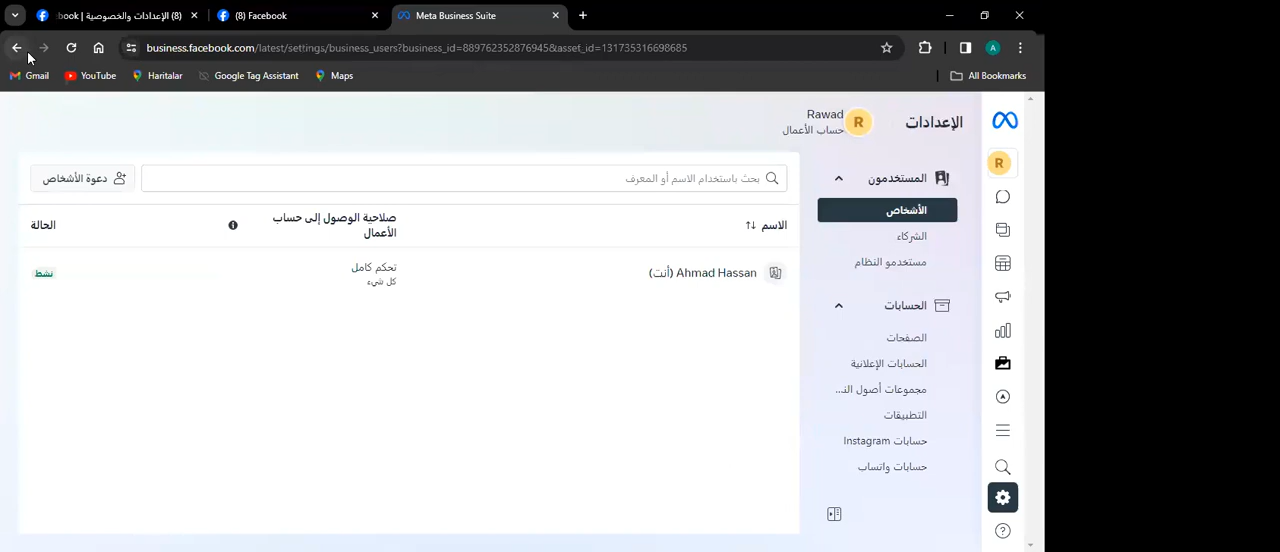 (8) الإعدادات والخصوصية | book
(8) Facebook
Meta Business Suite
business.facebook.com/latest/settings/business_users?business_id=889762352876945&asset_id=131735316698685
A
Gmail
YouTube
Haritalar
Google Tag Assistant
Maps
All Bookmarks
الإعدادات
R
Rawad
حساب الأعمال
R
المستخدمون
الأشخاص
الشركاء
مستخدمو النظام
الحسابات
الصفحات
الحسابات الإعلانية
مجموعات أصول النـ...
التطبيقات
حسابات Instagram
حسابات واتساب
بحث باستخدام الاسم أو المعرف
دعوة الأشخاص
الاسم
صلاحية الوصول إلى حساب
الأعمال
الحالة
Ahmad Hassan (أنت)
تحكم كامل
كل شيء
نشط